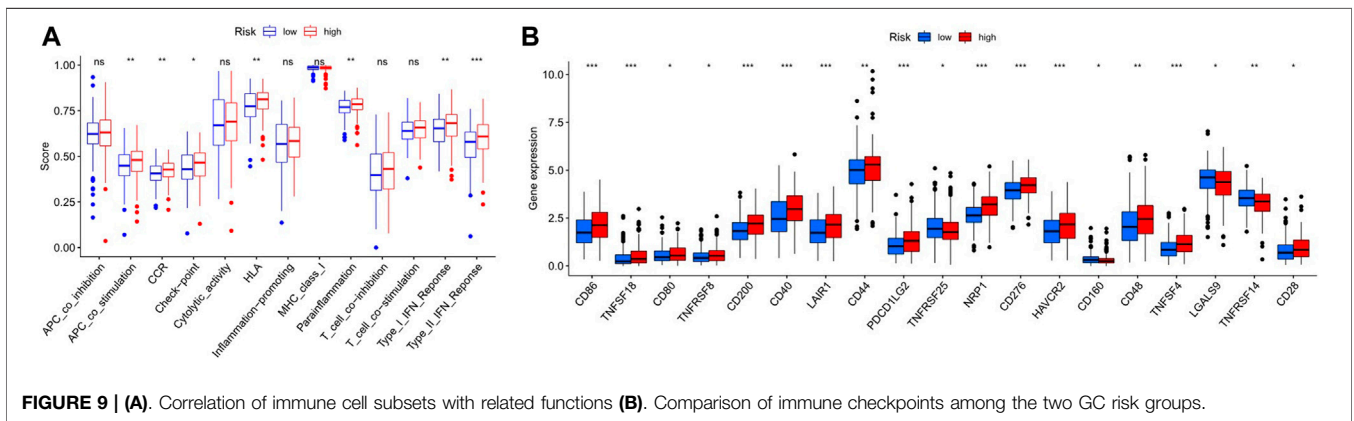 A
Risk low high
ns ** ** * ns ** ns ns ** ns ns ** ***
Score
1.00
0.75
0.50
0.25
0.00
APC_co_inhibition
APC_co_stimulation
CCR
Check-point
Cytolytic_activity
HLA
Inflammation-promoting
MHC_class_I
Parainflammation
T_cell_co-inhibition
T_cell_co-stimulation
Type_I_IFN_Reponse
Type_II_IFN_Reponse
B
Risk low high
*** *** * * *** *** *** ** *** * *** *** *** * ** *** * ** *
Gene expression
10.0
7.5
5.0
2.5
0.0
CD86
TNFSF18
CD80
TNFRSF8
CD200
CD40
LAIR1
CD44
PDCD1LG2
TNFRSF25
NRP1
CD276
HAVCR2
CD160
CD48
TNFSF4
LGALS9
TNFRSF14
CD28
FIGURE 9 | (A). Correlation of immune cell subsets with related functions (B). Comparison of immune checkpoints among the two GC risk groups.